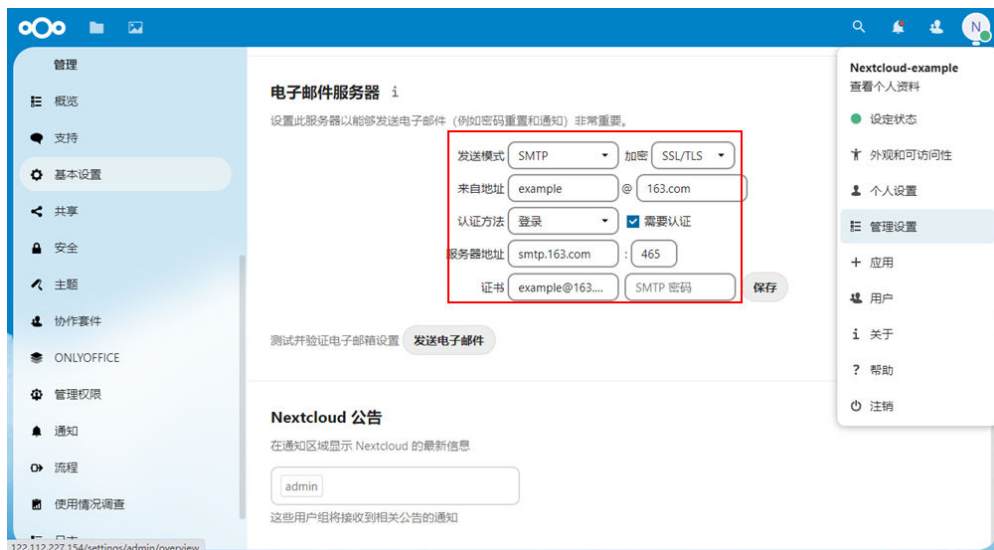 N
管理
概览
支持
基本设置
共享
安全
主题
协作套件
ONLYOFFICE
管理权限
通知
流程
使用情况调查
电子邮件服务器 i
设置此服务器以能够发送电子邮件（例如密码重置和通知）非常重要。
发送模式 SMTP 加密 SSL/TLS
来自地址 example @ 163.com
认证方法 登录 需要认证
服务器地址 smtp.163.com : 465
证书 example@163.... SMTP 密码 保存
测试并验证电子邮箱设置 发送电子邮件
Nextcloud 公告
在通知区域显示 Nextcloud 的最新信息
admin
这些用户组将接收到相关公告的通知
Nextcloud-example
查看个人资料
设定状态
外观和可访问性
个人设置
管理设置
应用
用户
关于
帮助
注销
122.112.227.154/settings/admin/overview